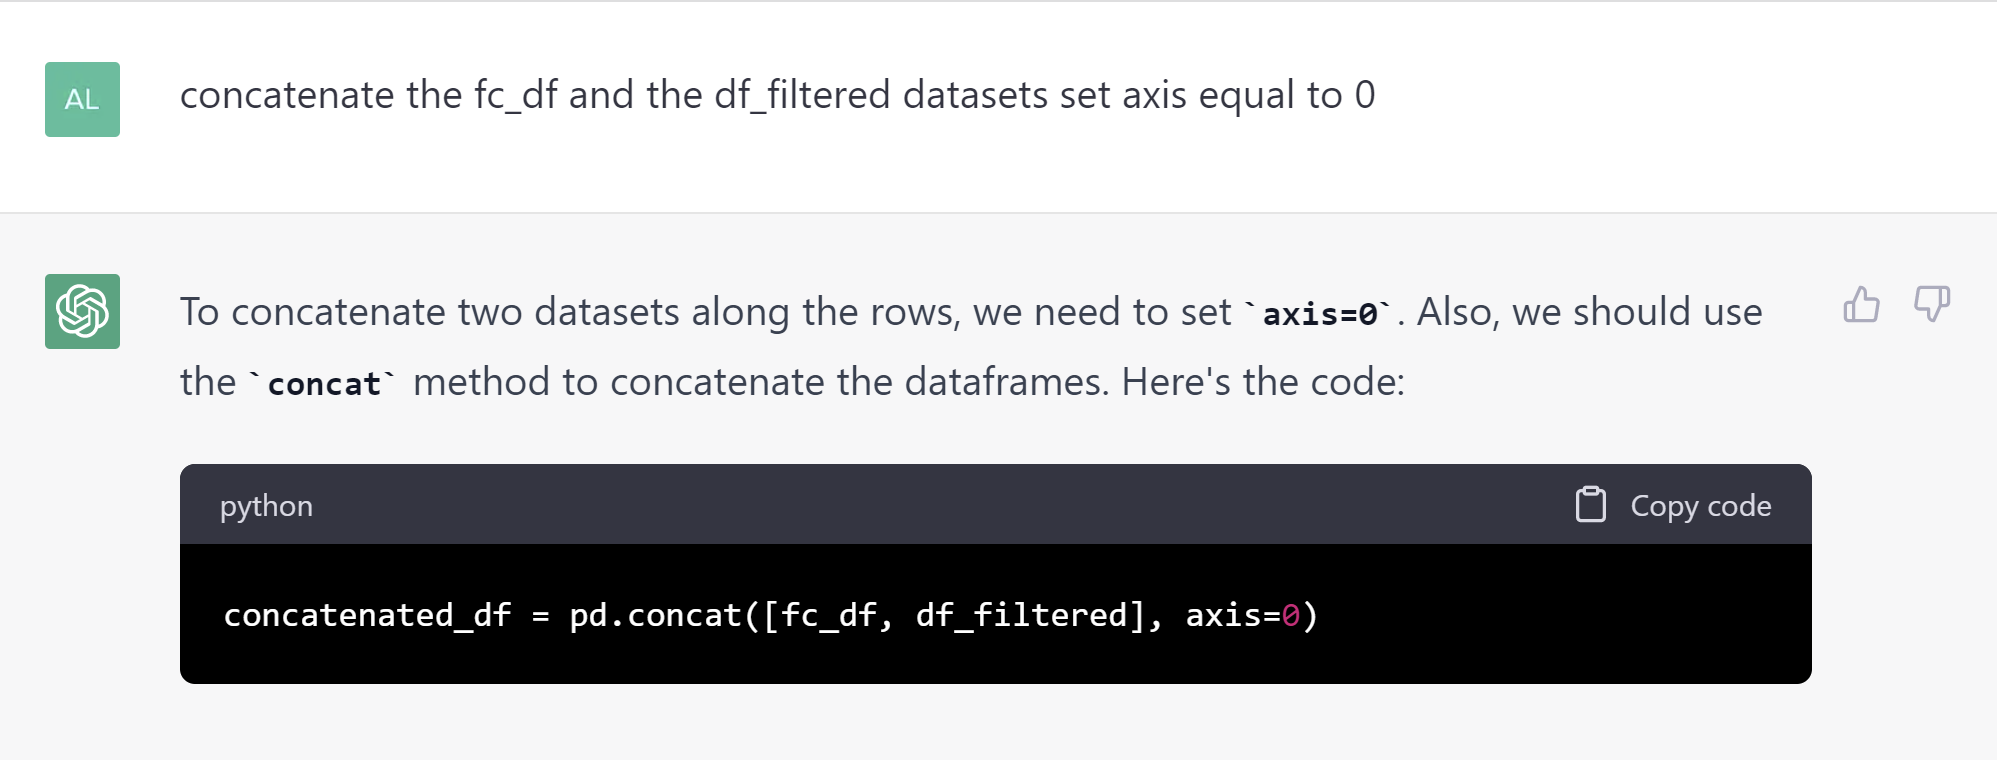 AL
concatenate the fc_df and the df_filtered datasets set axis equal to 0
To concatenate two datasets along the rows, we need to set `axis=0`. Also, we should use
the `concat` method to concatenate the dataframes. Here's the code:
python
Copy code
concatenated_df = pd.concat([fc_df, df_filtered], axis=0)